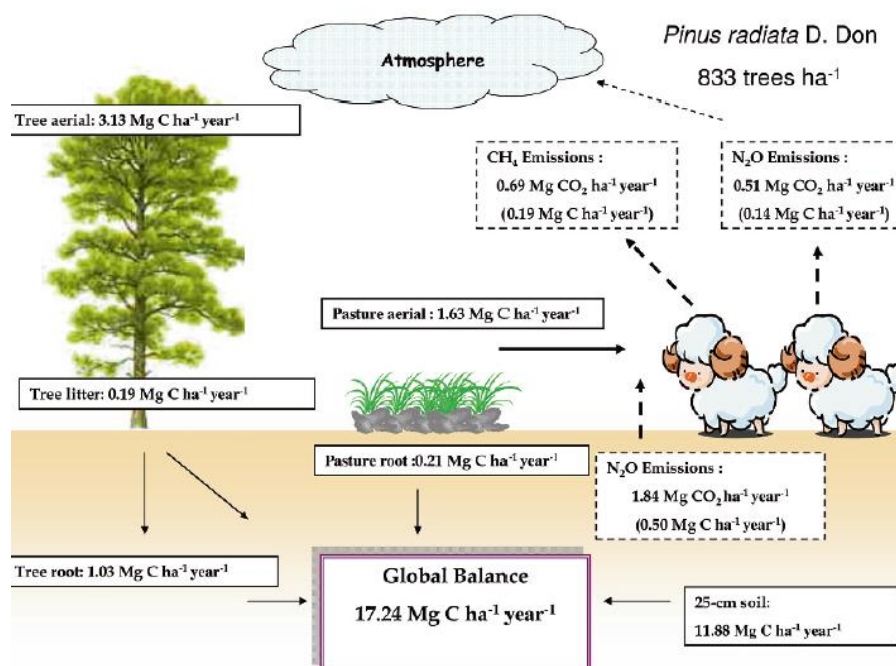 Pinus radiata D. Don
833 trees ha⁻¹
Atmosphere
Tree aerial: 3.13 Mg C ha⁻¹ year⁻¹
CH₄ Emissions :
0.69 Mg CO₂ ha⁻¹ year⁻¹
(0.19 Mg C ha⁻¹ year⁻¹)
N₂O Emissions :
0.51 Mg CO₂ ha⁻¹ year⁻¹
(0.14 Mg C ha⁻¹ year⁻¹)
Pasture aerial : 1.63 Mg C ha⁻¹ year⁻¹
Tree litter: 0.19 Mg C ha⁻¹ year⁻¹
Pasture root :0.21 Mg C ha⁻¹ year⁻¹
N₂O Emissions :
1.84 Mg CO₂ ha⁻¹ year⁻¹
(0.50 Mg C ha⁻¹ year⁻¹)
Tree root: 1.03 Mg C ha⁻¹ year⁻¹
Global Balance
17.24 Mg C ha⁻¹ year⁻¹
25-cm soil:
11.88 Mg C ha⁻¹ year⁻¹